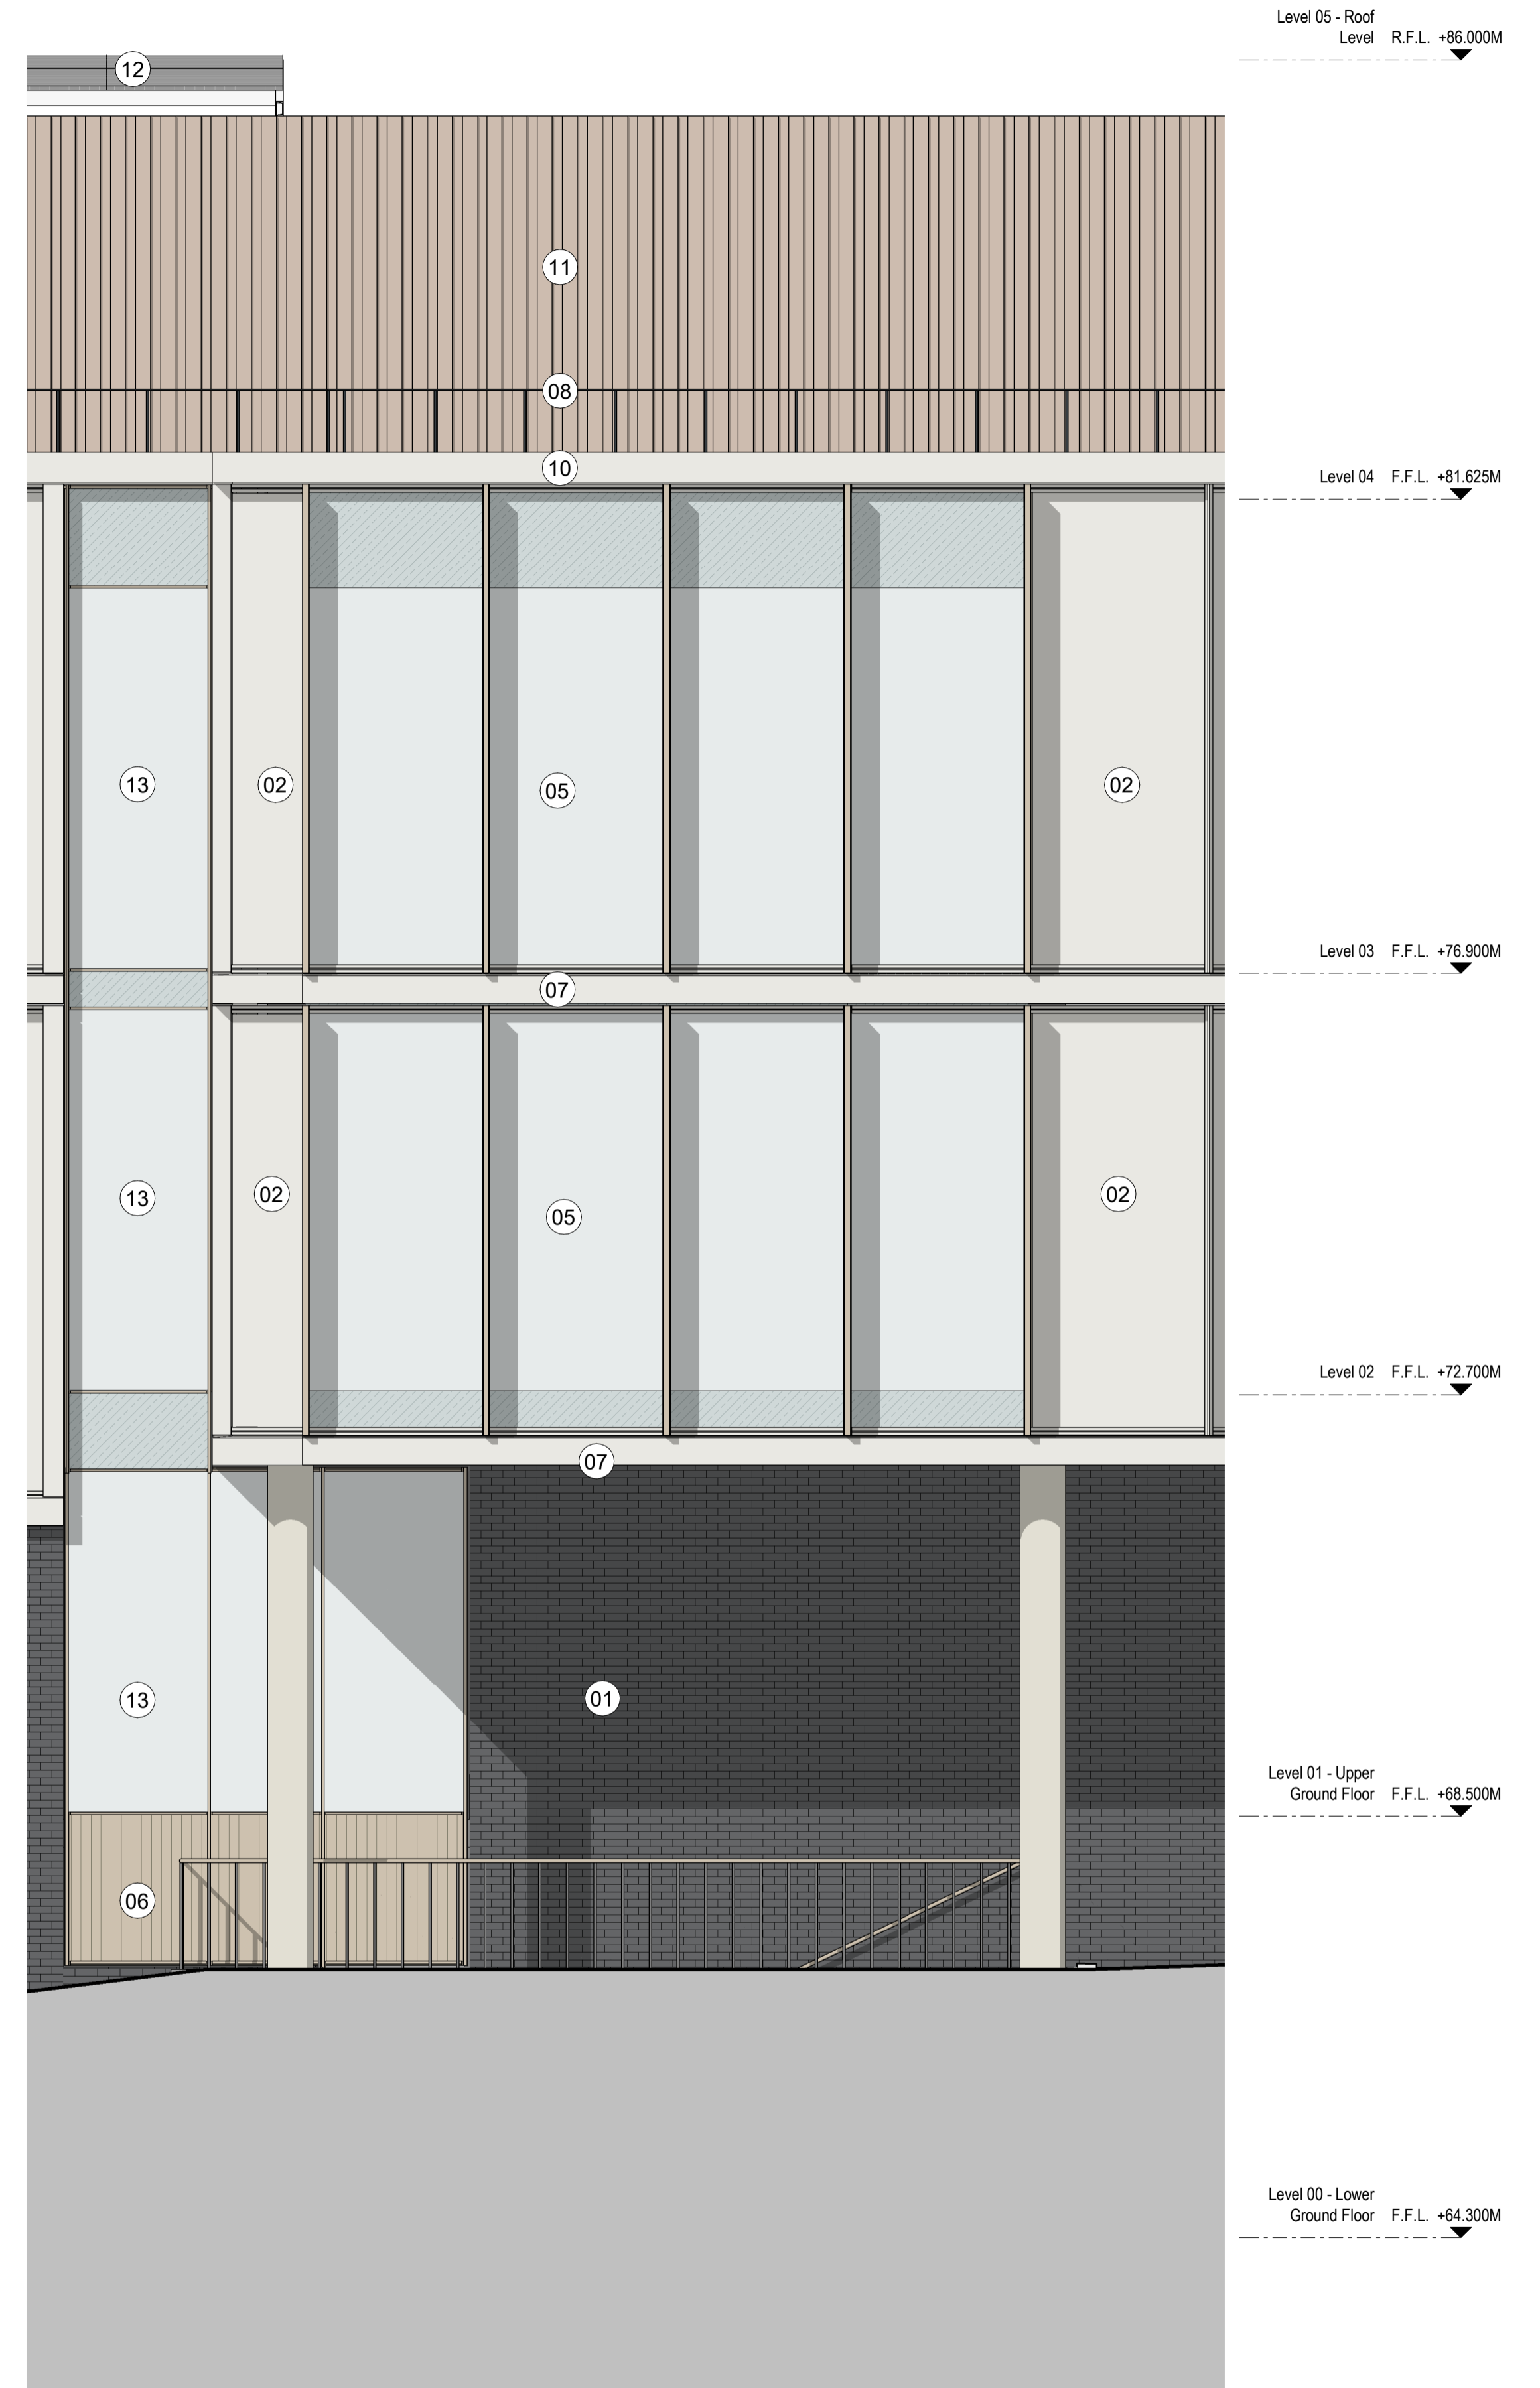 Level 05 - Roof
Level R.F.L. +86.000M
12
11
08
10
Level 04 F.F.L. +81.625M
13
02
05
02
Level 03 F.F.L. +76.900M
07
13
02
05
02
Level 02 F.F.L. +72.700M
07
13
01
Level 01 - Upper
Ground Floor F.F.L. +68.500M
06
Level 00 - Lower
Ground Floor F.F.L. +64.300M